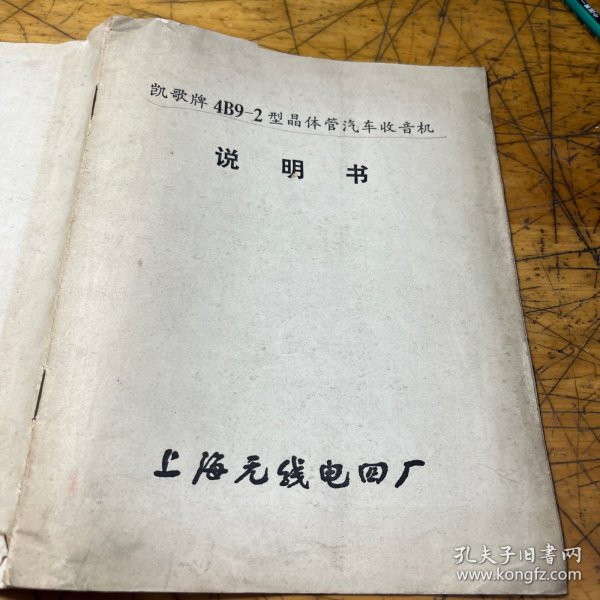 凯歌牌 4B9-2 型晶体管汽车收音机
说明书
上海无线电四厂
孔夫子旧书网
www.kongfz.com